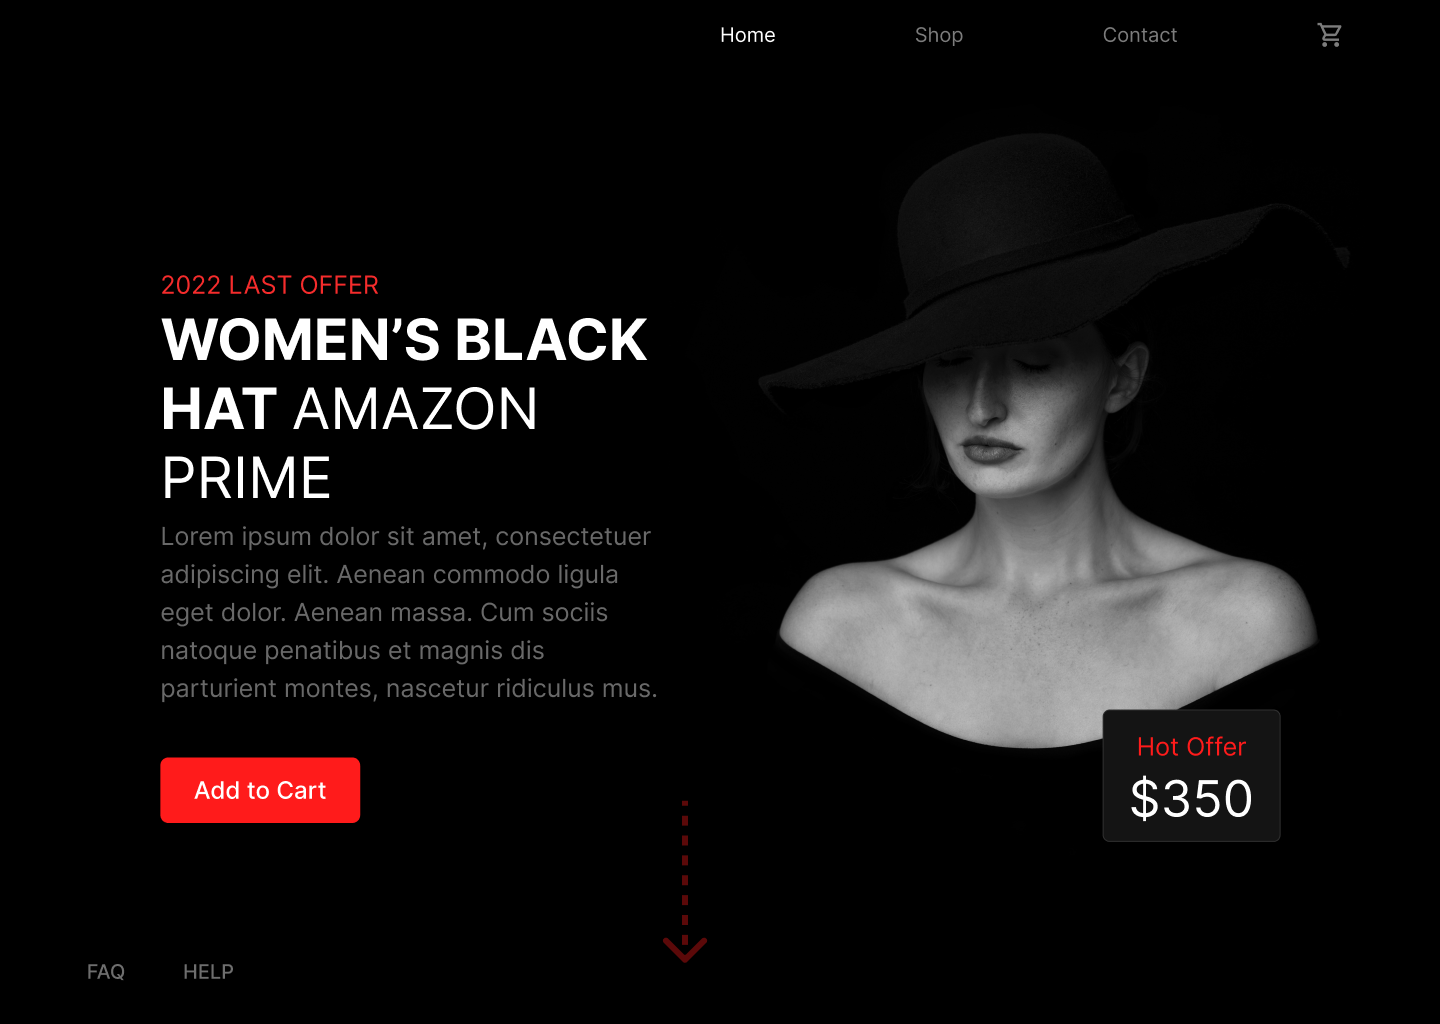 Home
Shop
Contact
2022 LAST OFFER
WOMEN’S BLACK
HAT AMAZON
PRIME
Lorem ipsum dolor sit amet, consectetuer
adipiscing elit. Aenean commodo ligula
eget dolor. Aenean massa. Cum sociis
natoque penatibus et magnis dis
parturient montes, nascetur ridiculus mus.
Add to Cart
Hot Offer
$350
FAQ
HELP